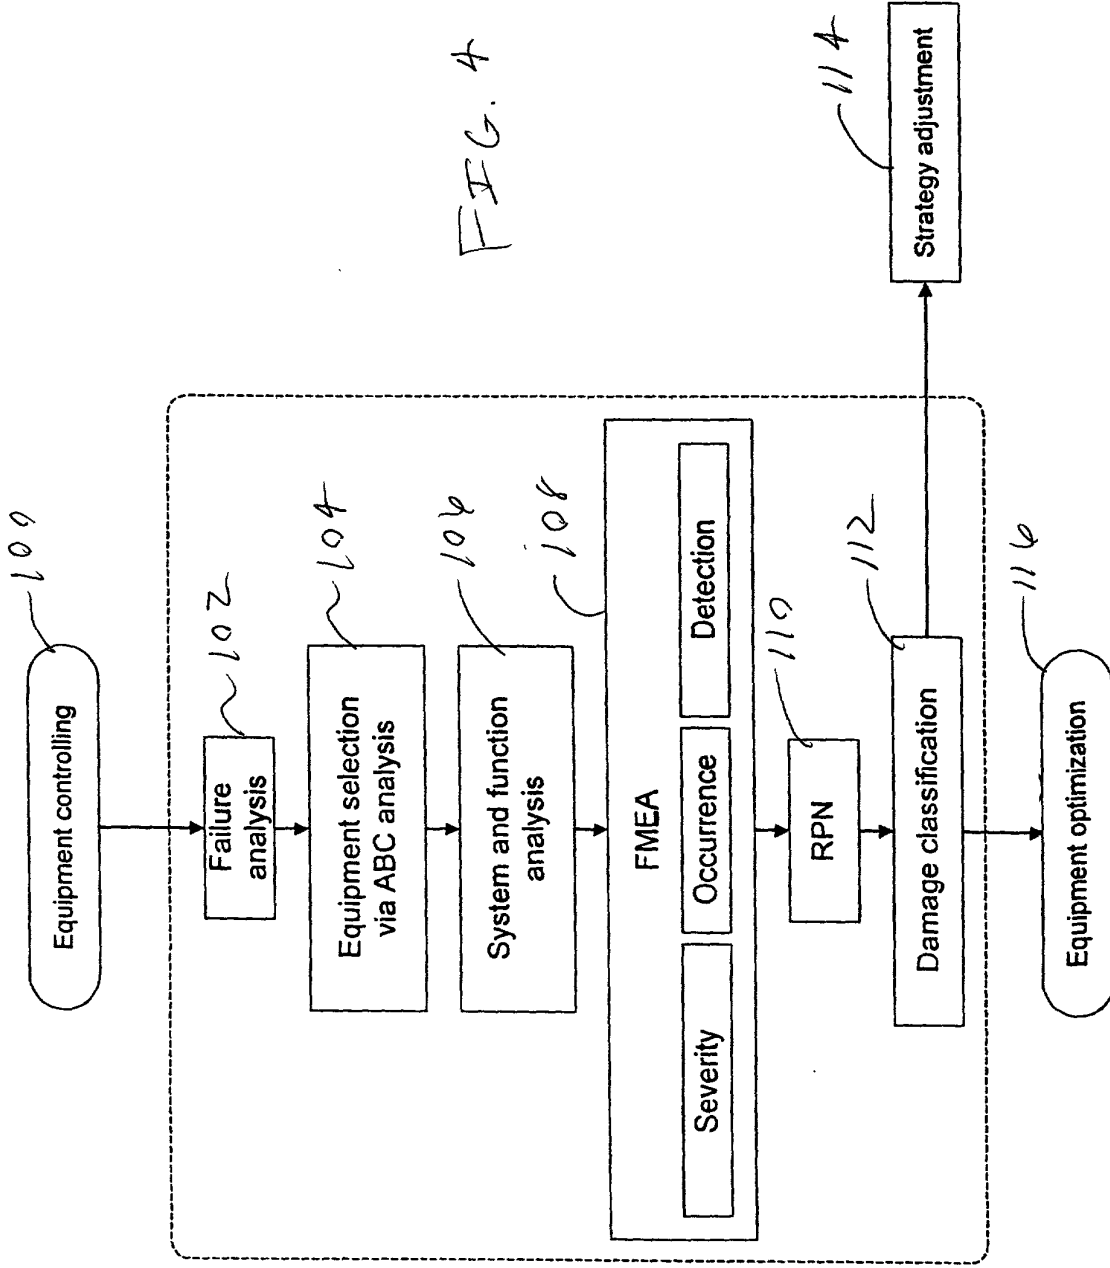 100
Equipment controlling
102
Failure
analysis
104
Equipment selection
via ABC analysis
106
System and function
analysis
108
FMEA
Severity
Occurrence
Detection
110
RPN
112
Damage classification
114
Strategy adjustment
116
Equipment optimization
FIG. 4